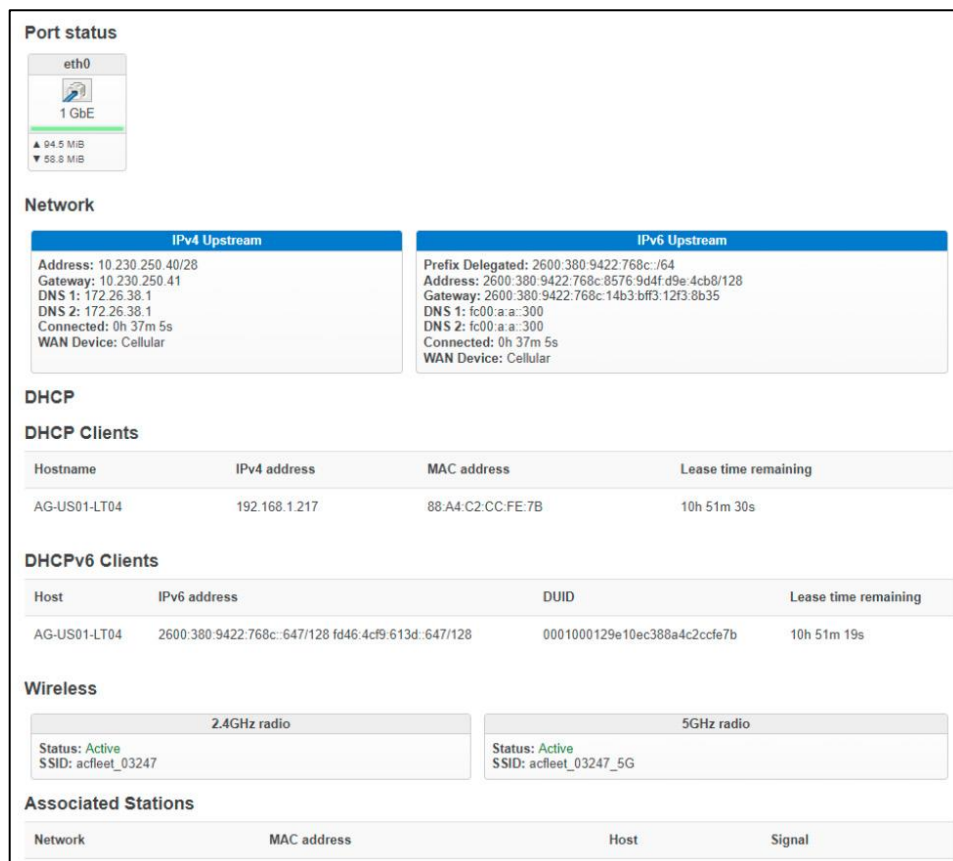 Port status
eth0
1 GbE
▲ 94.5 MiB
▼ 58.8 MiB
Network
IPv4 Upstream
Address: 10.230.250.40/28
Gateway: 10.230.250.41
DNS 1: 172.26.38.1
DNS 2: 172.26.38.1
Connected: 0h 37m 5s
WAN Device: Cellular
IPv6 Upstream
Prefix Delegated: 2600:380:9422:768c::/64
Address: 2600:380:9422:768c:8576:9d4f:d9e:4cb8/128
Gateway: 2600:380:9422:768c:14b3:bff3:12f3:8b35
DNS 1: fc00:a:a::300
DNS 2: fc00:a:a::300
Connected: 0h 37m 5s
WAN Device: Cellular
DHCP
DHCP Clients
Hostname IPv4 address MAC address Lease time remaining
AG-US01-LT04 192.168.1.217 88:A4:C2:CC:FE:7B 10h 51m 30s
DHCPv6 Clients
Host IPv6 address DUID Lease time remaining
AG-US01-LT04 2600:380:9422:768c::647/128 fd46:4cf9:613d::647/128 0001000129e10ec388a4c2ccfe7b 10h 51m 19s
Wireless
2.4GHz radio
Status: Active
SSID: acfleet_03247
5GHz radio
Status: Active
SSID: acfleet_03247_5G
Associated Stations
Network MAC address Host Signal